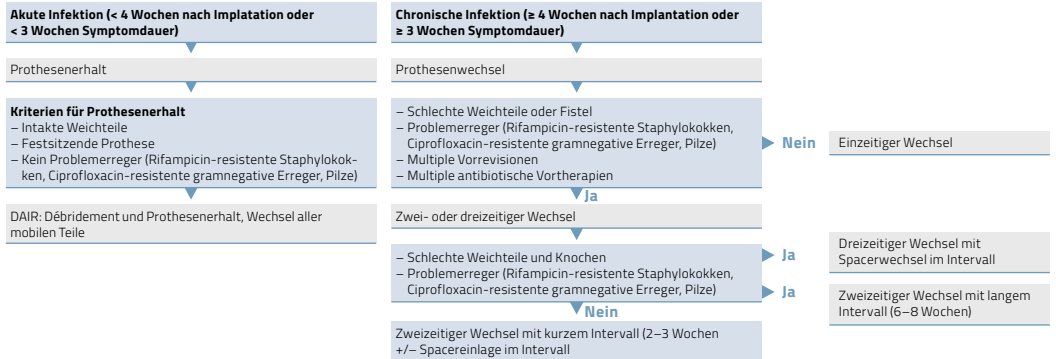 Akute Infektion (< 4 Wochen nach Implatation oder
< 3 Wochen Symptomdauer)
Prothesenerhalt
Kriterien für Prothesenerhalt
– Intakte Weichteile
– Festsitzende Prothese
– Kein Problemerreger (Rifampicin-resistente Staphylokok-
ken, Ciprofloxacin-resistente gramnegative Erreger, Pilze)
DAIR: Débridement und Prothesenerhalt, Wechsel aller
mobilen Teile
Chronische Infektion (≥ 4 Wochen nach Implantation oder
≥ 3 Wochen Symptomdauer)
Prothesenwechsel
– Schlechte Weichteile oder Fistel
– Problemerreger (Rifampicin-resistente Staphylokokken,
Ciprofloxacin-resistente gramnegative Erreger, Pilze)
– Multiple Vorrevisionen
– Multiple antibiotische Vortherapien
Nein
Einzeitiger Wechsel
Ja
Zwei- oder dreizeitiger Wechsel
– Schlechte Weichteile und Knochen
– Problemerreger (Rifampicin-resistente Staphylokokken,
Ciprofloxacin-resistente gramnegative Erreger, Pilze)
Ja
Dreizeitiger Wechsel mit
Spacerwechsel im Intervall
Ja
Zweizeitiger Wechsel mit langem
Intervall (6–8 Wochen)
Nein
Zweizeitiger Wechsel mit kurzem Intervall (2–3 Wochen
+/– Spacereinlage im Intervall